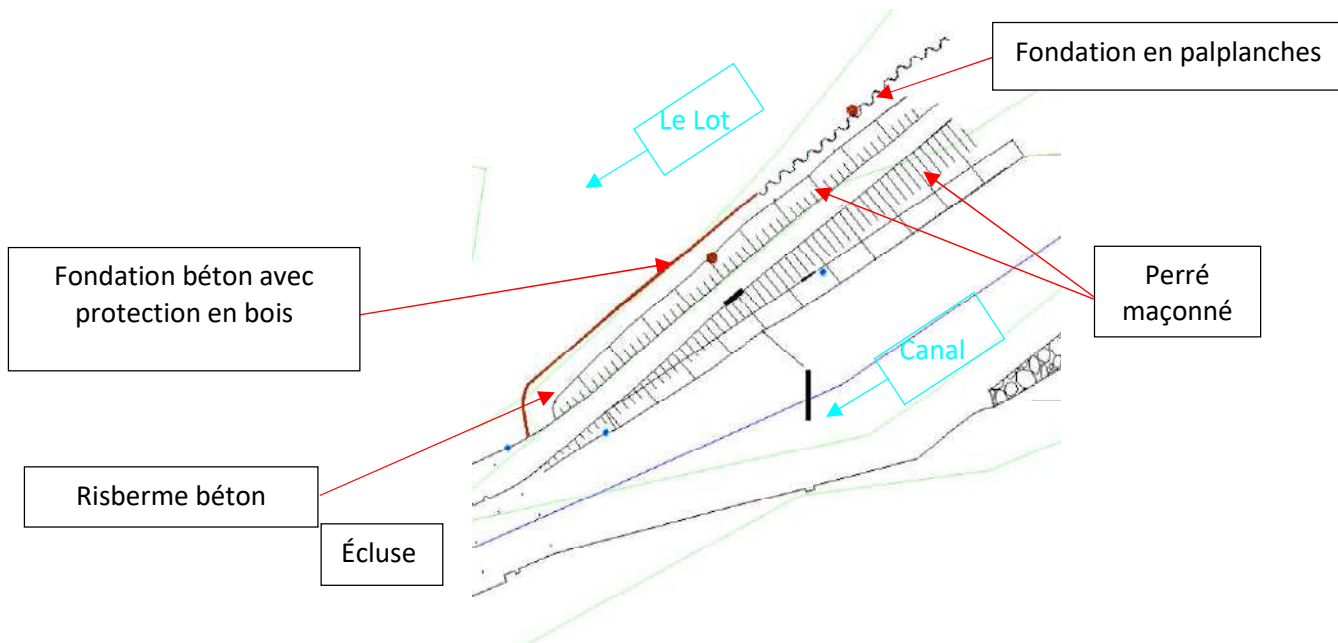 Fondation en palplanches
Le Lot
Fondation béton avec
protection en bois
Perré
maçonné
Canal
Risberme béton
Écluse